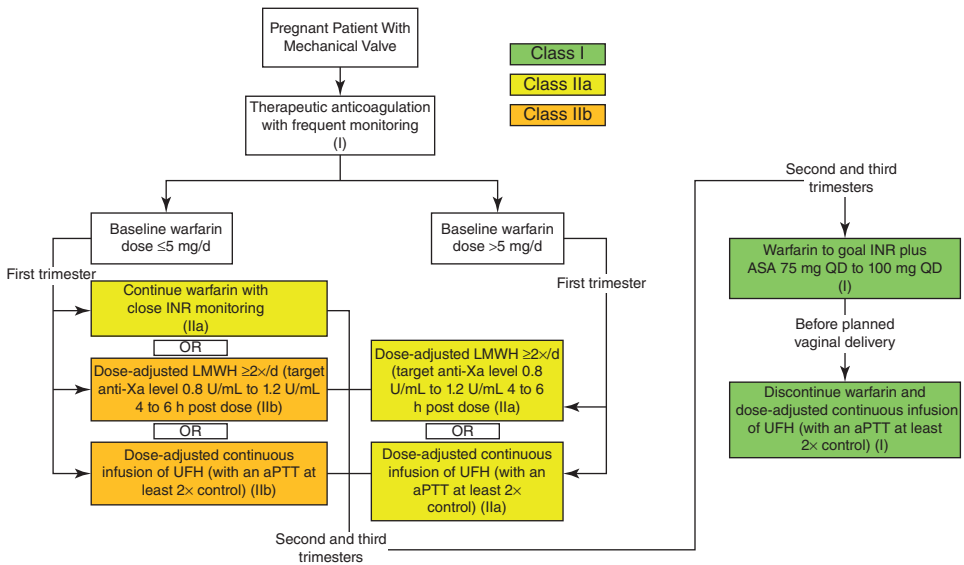 Pregnant Patient With
Mechanical Valve
Class I
Class IIa
Class IIb
Therapeutic anticoagulation
with frequent monitoring
(I)
Baseline warfarin
dose ≤5 mg/d
Baseline warfarin
dose >5 mg/d
First trimester
First trimester
Continue warfarin with
close INR monitoring
(IIa)
OR
Dose-adjusted LMWH ≥2×/d (target
anti-Xa level 0.8 U/mL to 1.2 U/mL
4 to 6 h post dose (IIb)
OR
Dose-adjusted continuous
infusion of UFH (with an aPTT at
least 2× control) (IIb)
Dose-adjusted LMWH ≥2×/d
(target anti-Xa level 0.8
U/mL to 1.2 U/mL 4 to 6
h post dose (IIa)
OR
Dose-adjusted continuous
infusion of UFH (with an
aPTT at least 2×
control) (IIa)
Second and third
trimesters
Second and third
trimesters
Warfarin to goal INR plus
ASA 75 mg QD to 100 mg QD
(I)
Before planned
vaginal delivery
Discontinue warfarin and
dose-adjusted continuous infusion
of UFH (with an aPTT at least
2× control) (I)